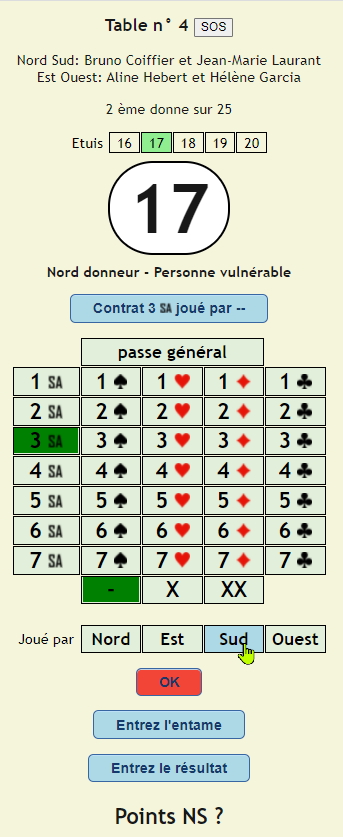 Table n° 4 SOS
Nord Sud: Bruno Coiffier et Jean-Marie Laurant
Est Ouest: Aline Hebert et Hélène Garcia
2 ème donne sur 25
Etuis 16 17 18 19 20
17
Nord donneur - Personne vulnérable
Contrat 3 SA joué par --
passe général
1 SA 1 ♠ 1 ♥ 1 ♦ 1 ♣
2 SA 2 ♠ 2 ♥ 2 ♦ 2 ♣
3 SA 3 ♠ 3 ♥ 3 ♦ 3 ♣
4 SA 4 ♠ 4 ♥ 4 ♦ 4 ♣
5 SA 5 ♠ 5 ♥ 5 ♦ 5 ♣
6 SA 6 ♠ 6 ♥ 6 ♦ 6 ♣
7 SA 7 ♠ 7 ♥ 7 ♦ 7 ♣
- X XX
Joué par Nord Est Sud Ouest
OK
Entrez l'entame
Entrez le résultat
Points NS ?